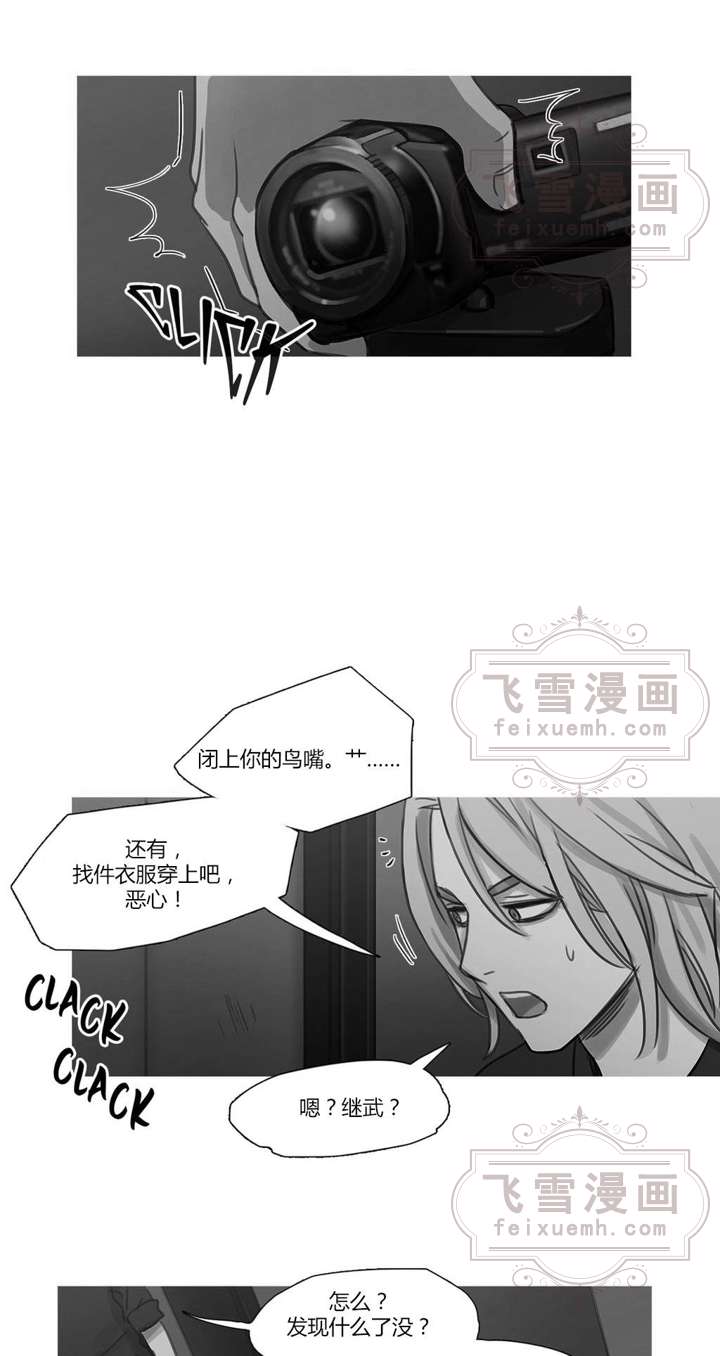 飞雪漫画
feixuemh.com
CLICK
飞雪漫画
feixuemh.com
闭上你的鸟嘴。艹……
还有，
找件衣服穿上吧，
恶心！
CLACK
CLACK
嗯？继武？
飞雪漫画
feixuemh.com
怎么？
发现什么了没？